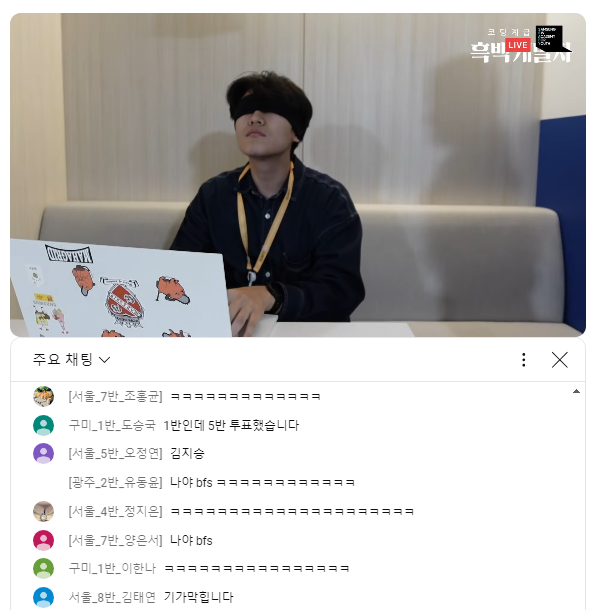 코딩계급
흑백개발자
LIVE
SAMSUNG
SW
ACADEMY
FOR
YOUTH
주요 채팅
[서울_7반_조홍균] ㅋㅋㅋㅋㅋㅋㅋㅋㅋㅋㅋㅋㅋ
구미_1반_도승국 1반인데 5반 투표했습니다
[서울_5반_오정연] 김지승
[광주_2반_유동윤] 나야 bfs ㅋㅋㅋㅋㅋㅋㅋㅋㅋㅋㅋㅋ
[서울_4반_정지은] ㅋㅋㅋㅋㅋㅋㅋㅋㅋㅋㅋㅋㅋㅋㅋㅋㅋㅋㅋㅋㅋ
[서울_7반_양은서] 나야 bfs
구미_1반_이한나 ㅋㅋㅋㅋㅋㅋㅋㅋㅋㅋㅋㅋㅋㅋㅋㅋ
서울_8반_김태연 기가막힙니다